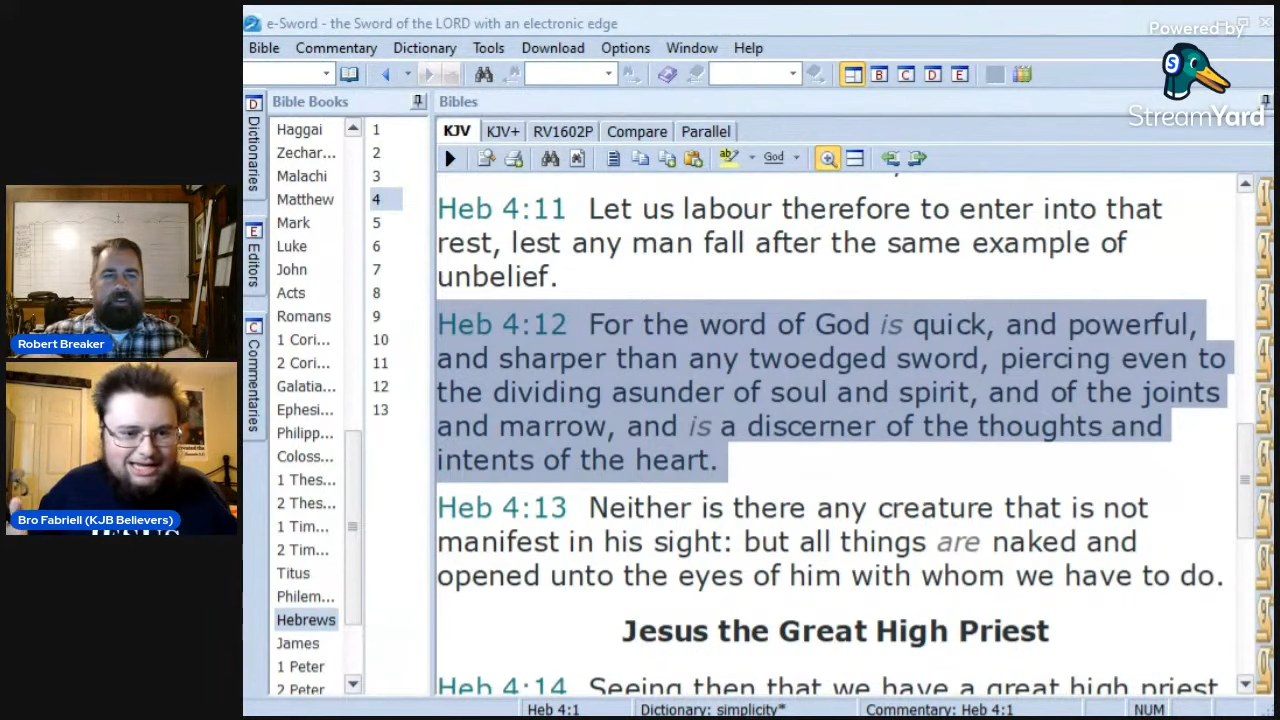 e-Sword - the Sword of the LORD with an electronic edge
Powered by
StreamYard
Bible Commentary Dictionary Tools Download Options Window Help
B C D E
Bible Books
Bibles
D Dictionaries
E Editors
C Commentaries
Haggai
Zechar...
Malachi
Matthew
Mark
Luke
John
Acts
Romans
1 Cori...
2 Cori...
Galatia...
Ephesi...
Philipp...
Coloss...
1 Thes...
2 Thes...
1 Tim...
2 Tim...
Titus
Philem...
Hebrews
James
1 Peter
2 Peter
1
2
3
4
5
6
7
8
9
10
11
12
13
KJV KJV+ RV1602P Compare Parallel
God
Heb 4:11 Let us labour therefore to enter into that
rest, lest any man fall after the same example of
unbelief.
Heb 4:12 For the word of God is quick, and powerful,
and sharper than any twoedged sword, piercing even to
the dividing asunder of soul and spirit, and of the joints
and marrow, and is a discerner of the thoughts and
intents of the heart.
Heb 4:13 Neither is there any creature that is not
manifest in his sight: but all things are naked and
opened unto the eyes of him with whom we have to do.
Jesus the Great High Priest
Heb 4:14 Seeing then that we have a great high priest
Heb 4:1 Dictionary: simplicity* Commentary: Heb 4:1 NUM
Robert Breaker
Bro Fabriell (KJB Believers)
JESUS